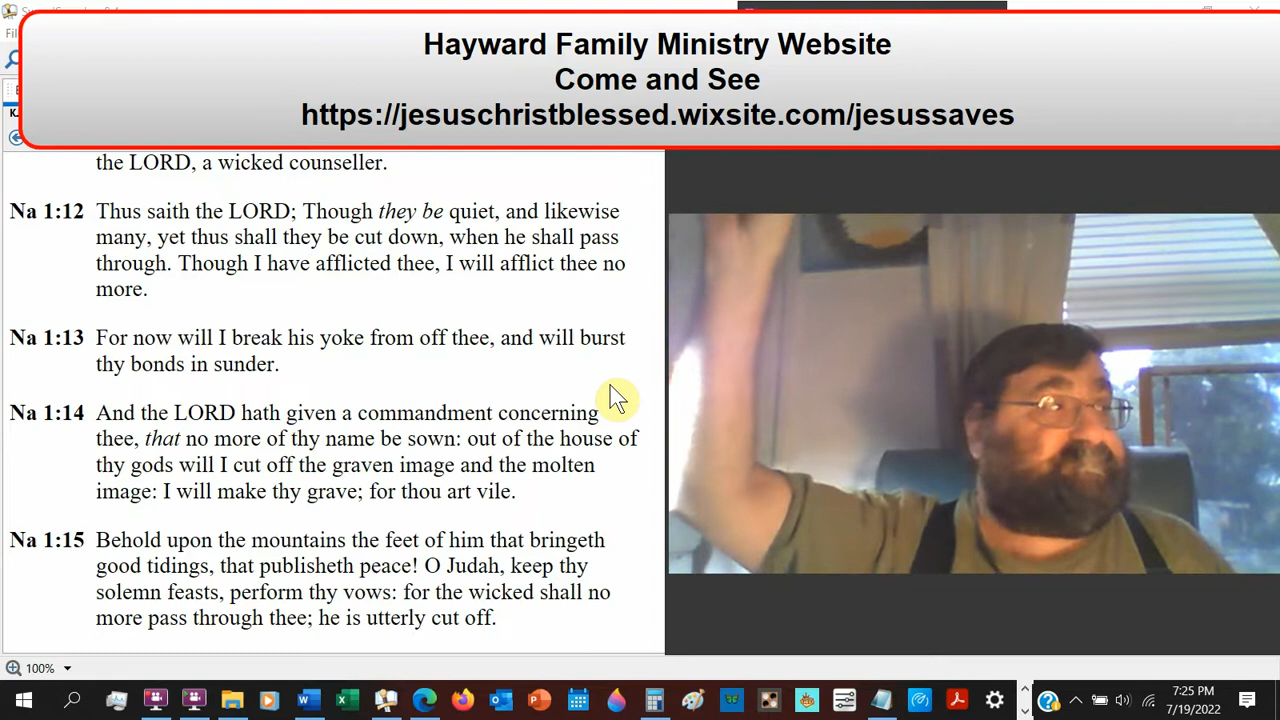 Hayward Family Ministry Website
Come and See
https://jesuschristblessed.wixsite.com/jesussaves
the LORD, a wicked counseller.
Na 1:12 Thus saith the LORD; Though they be quiet, and likewise
many, yet thus shall they be cut down, when he shall pass
through. Though I have afflicted thee, I will afflict thee no
more.
Na 1:13 For now will I break his yoke from off thee, and will burst
thy bonds in sunder.
Na 1:14 And the LORD hath given a commandment concerning
thee, that no more of thy name be sown: out of the house of
thy gods will I cut off the graven image and the molten
image: I will make thy grave; for thou art vile.
Na 1:15 Behold upon the mountains the feet of him that bringeth
good tidings, that publisheth peace! O Judah, keep thy
solemn feasts, perform thy vows: for the wicked shall no
more pass through thee; he is utterly cut off.
100%
7:25 PM
7/19/2022